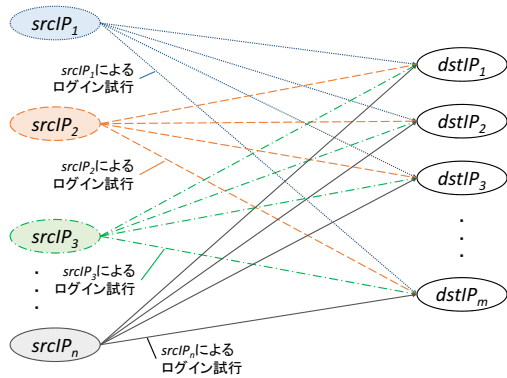 srcIP1
srcIP1による
ログイン試行
srcIP2
srcIP2による
ログイン試行
srcIP3
srcIP3による
ログイン試行
・
・
・
srcIPn
srcIPnによる
ログイン試行
dstIP1
dstIP2
dstIP3
・
・
・
dstIPm